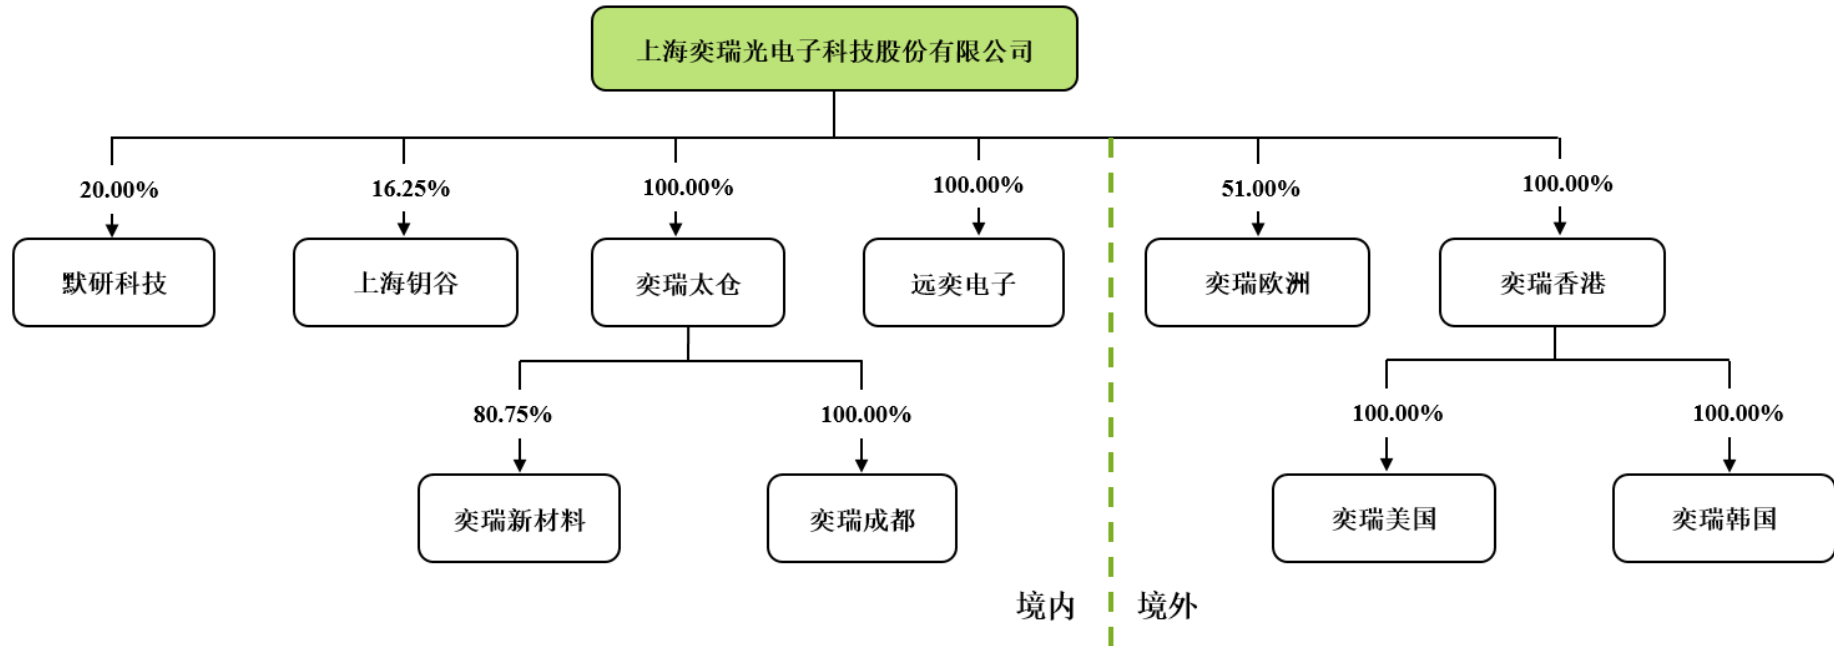 上海奕瑞光电子科技股份有限公司
20.00%
16.25%
100.00%
100.00%
51.00%
100.00%
默研科技
上海钥谷
奕瑞太仓
远奕电子
奕瑞欧洲
奕瑞香港
80.75%
100.00%
100.00%
100.00%
奕瑞新材料
奕瑞成都
奕瑞美国
奕瑞韩国
境内
境外